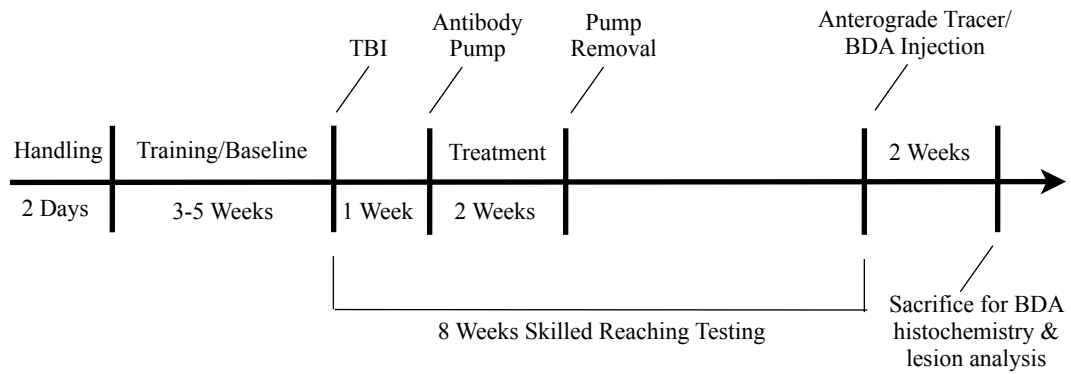 TBI
Antibody
Pump
Pump
Removal
Anterograde Tracer/
BDA Injection
Handling
Training/Baseline
Treatment
2 Weeks
2 Days
3-5 Weeks
1 Week
2 Weeks
8 Weeks Skilled Reaching Testing
Sacrifice for BDA
histochemistry &
lesion analysis